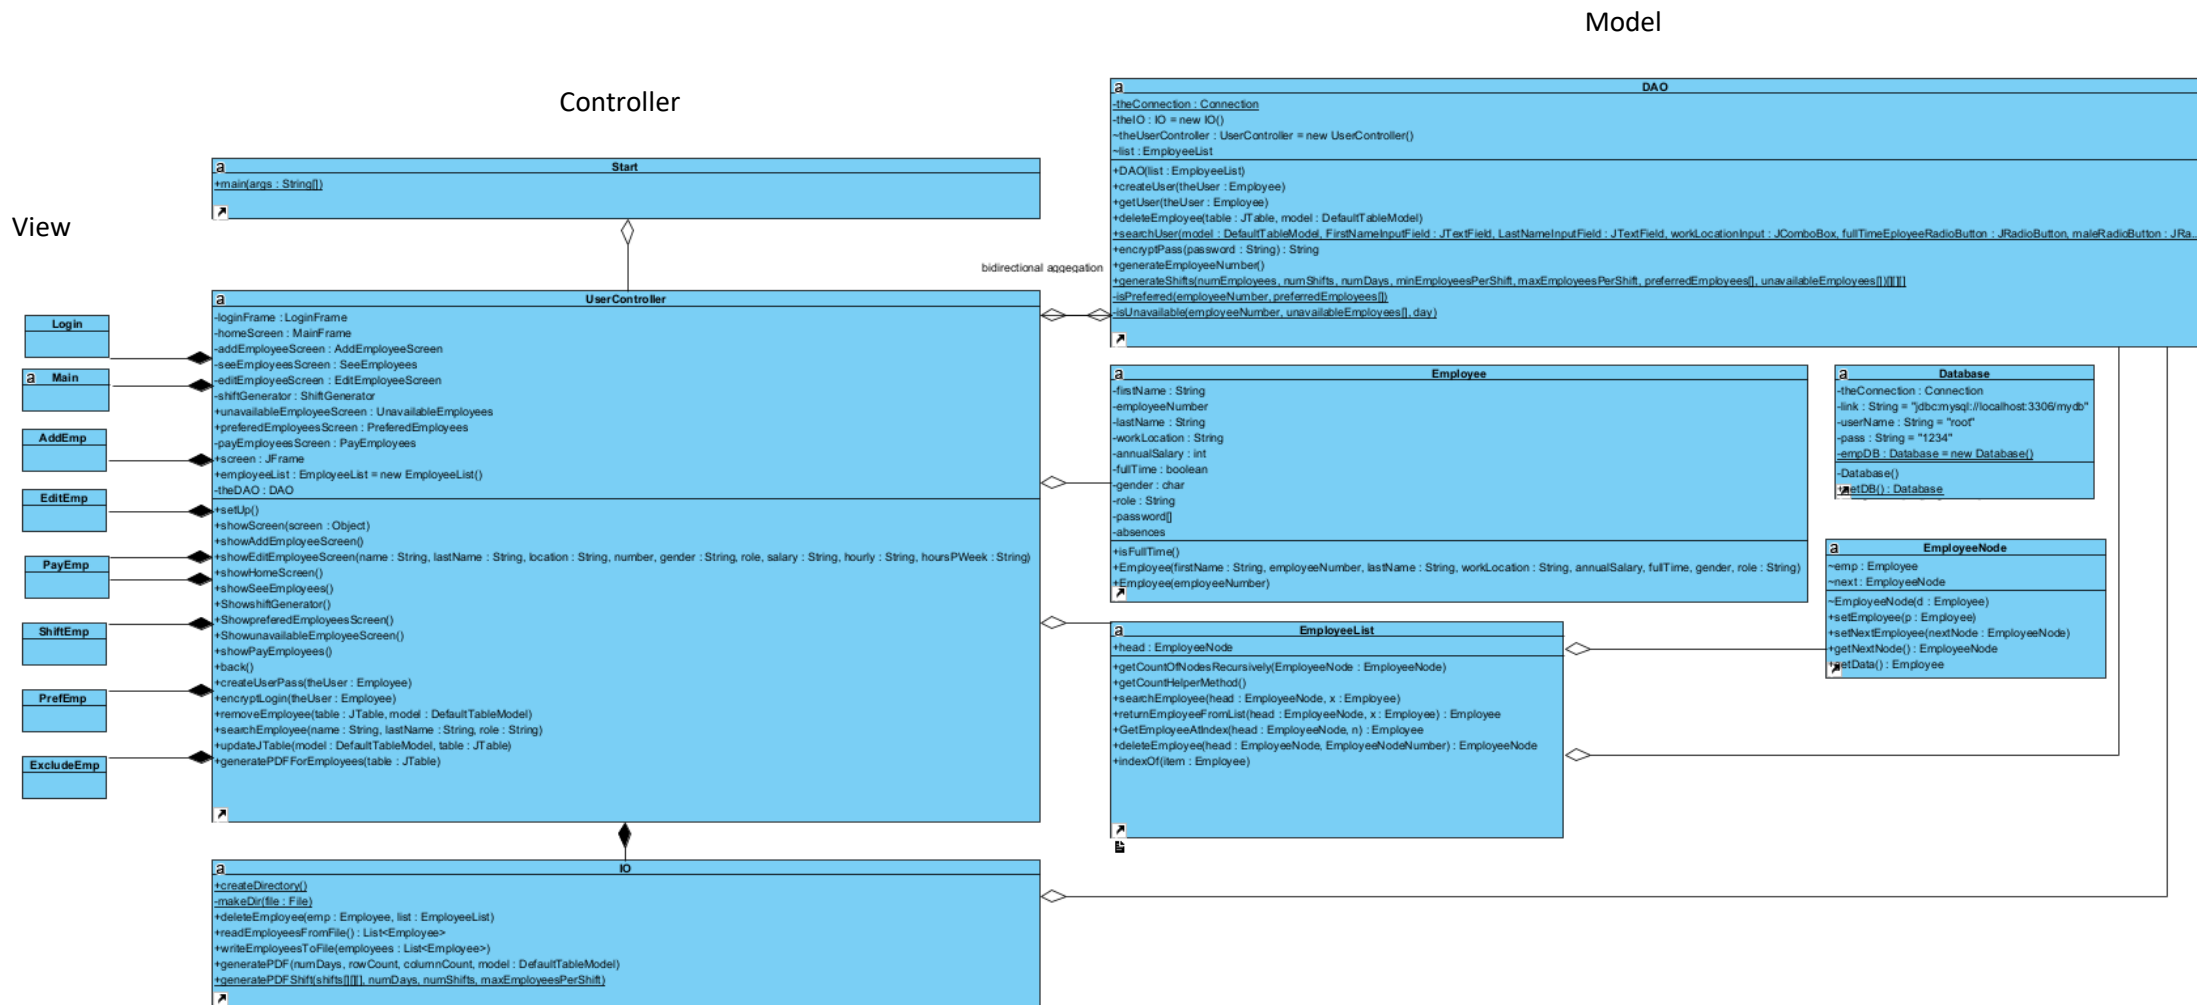 Model
Controller
View
a
Start
+main(args : String[])
a
UserController
-loginFrame : LoginFrame
-homeScreen : MainFrame
-addEmployeeScreen : AddEmployeeScreen
-seeEmployeesScreen : SeeEmployees
-editEmployeeScreen : EditEmployeeScreen
-shiftGenerator : ShiftGenerator
+unavailableEmployeeScreen : UnavailableEmployees
+preferedEmployeesScreen : PreferedEmployees
-payEmployeesScreen : PayEmployees
+screen : JFrame
+employeeList : EmployeeList = new EmployeeList()
-theDAO : DAO
+setUp()
+showScreen(screen : Object)
+showAddEmployeeScreen()
+showEditEmployeeScreen(name : String, lastName : String, location : String, number, gender : String, role, salary : String, hourly : String, hoursPWeek : String)
+showHomeScreen()
+showSeeEmployees()
+ShowshiftGenerator()
+ShowpreferedEmployeesScreen()
+ShowunavailableEmployeeScreen()
+showPayEmployees()
+back()
+createUserPass(theUser : Employee)
+encryptLogin(theUser : Employee)
+removeEmployee(table : JTable, model : DefaultTableModel)
+searchEmployee(name : String, lastName : String, role : String)
+updateJTable(model : DefaultTableModel, table : JTable)
+generatePDFForEmployees(table : JTable)
Login
a Main
AddEmp
EditEmp
PayEmp
ShiftEmp
PrefEmp
ExcludeEmp
a
IO
+createDirectory()
-makeDir(file : File)
+deleteEmployee(emp : Employee, list : EmployeeList)
+readEmployeesFromFile() : List<Employee>
+writeEmployeesToFile(employees : List<Employee>)
+generatePDF(numDays, rowCount, columnCount, model : DefaultTableModel)
+generatePDFShift(shifts[][][], numDays, numShifts, maxEmployeesPerShift)
bidirectional aggegation
a
DAO
-theConnection : Connection
-theIO : IO = new IO()
~theUserController : UserController = new UserController()
~list : EmployeeList
+DAO(list : EmployeeList)
+createUser(theUser : Employee)
+getUser(theUser : Employee)
+deleteEmployee(table : JTable, model : DefaultTableModel)
+searchUser(model : DefaultTableModel, FirstNameInputField : JTextField, LastNameInputField : JTextField, workLocationInput : JComboBox, fullTimeEployeeRadioButton : JRadioButton, maleRadioButton : JRa...
+encryptPass(password : String) : String
+generateEmployeeNumber()
+generateShifts(numEmployees, numShifts, numDays, minEmployeesPerShift, maxEmployeesPerShift, preferredEmployees[], unavailableEmployees[])[][][]
-isPreferred(employeeNumber, preferredEmployees[])
-isUnavailable(employeeNumber, unavailableEmployees[], day)
a
Employee
-firstName : String
-employeeNumber
-lastName : String
-workLocation : String
-annualSalary : int
-fullTime : boolean
-gender : char
-role : String
-password[]
-absences
+isFullTime()
+Employee(firstName : String, employeeNumber, lastName : String, workLocation : String, annualSalary, fullTime, gender, role : String)
+Employee(employeeNumber)
a
Database
-theConnection : Connection
-link : String = "jdbc:mysql://localhost:3306/mydb"
-userName : String = "root"
-pass : String = "1234"
-empDB : Database = new Database()
-Database()
etDB() : Database
a
EmployeeNode
~emp : Employee
~next : EmployeeNode
~EmployeeNode(d : Employee)
+setEmployee(p : Employee)
+setNextEmployee(nextNode : EmployeeNode)
+getNextNode() : EmployeeNode
+getData() : Employee
a
EmployeeList
+head : EmployeeNode
+getCountOfNodesRecursively(EmployeeNode : EmployeeNode)
+getCountHelperMethod()
+searchEmployee(head : EmployeeNode, x : Employee)
+returnEmployeeFromList(head : EmployeeNode, x : Employee) : Employee
+GetEmployeeAtIndex(head : EmployeeNode, n) : Employee
+deleteEmployee(head : EmployeeNode, EmployeeNodeNumber) : EmployeeNode
+indexOf(item : Employee)